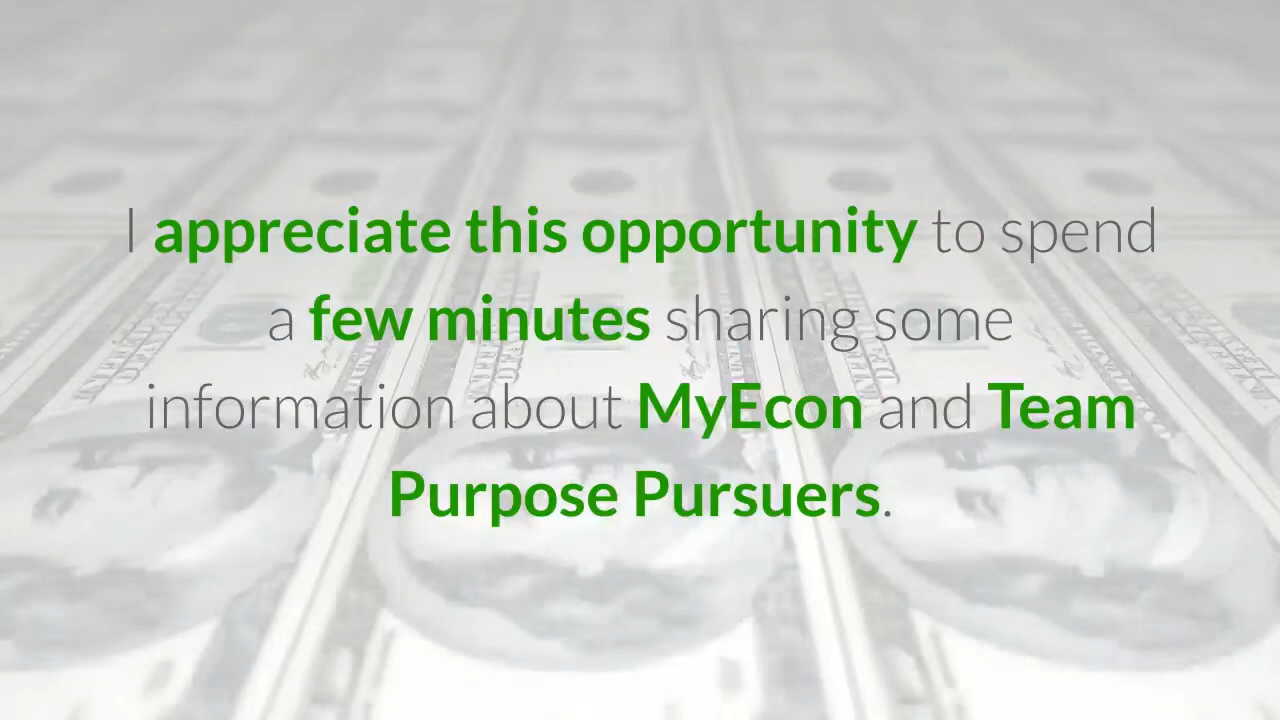 I appreciate this opportunity to spend
a few minutes sharing some
information about MyEcon and Team
Purpose Pursuers.